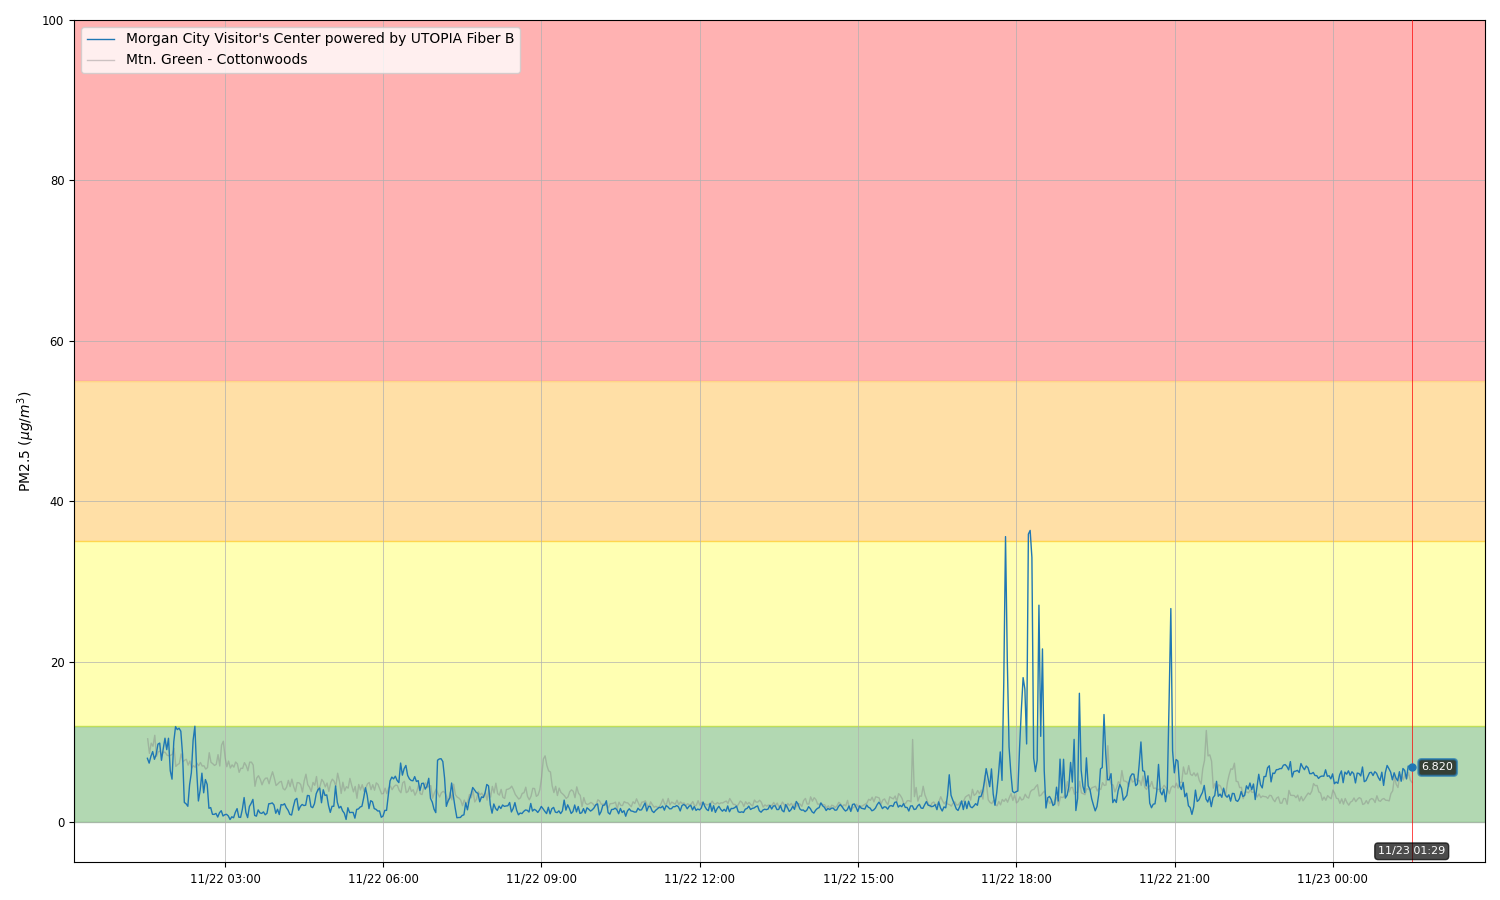 100
Morgan City Visitor's Center powered by UTOPIA Fiber B
Mtn. Green - Cottonwoods
80
60
PM2.5 (μg/m³)
40
20
6.820
0
11/23 01:29
11/22 03:00 11/22 06:00 11/22 09:00 11/22 12:00 11/22 15:00 11/22 18:00 11/22 21:00 11/23 00:00